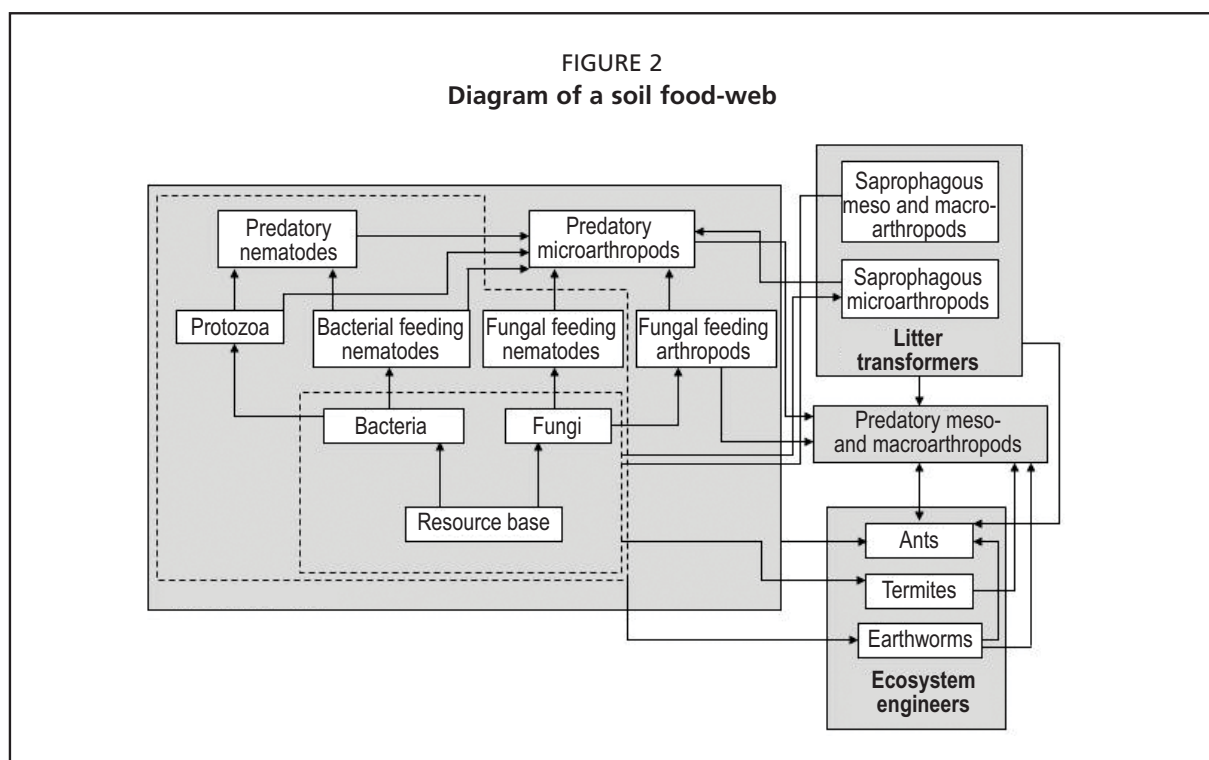 FIGURE 2
Diagram of a soil food-web
Saprophagous
meso and macro-
arthropods
Saprophagous
microarthropods
Litter
transformers
Predatory
nematodes
Predatory
microarthropods
Protozoa
Bacterial feeding
nematodes
Fungal feeding
nematodes
Fungal feeding
arthropods
Bacteria
Fungi
Resource base
Predatory meso-
and macroarthropods
Ants
Termites
Earthworms
Ecosystem
engineers